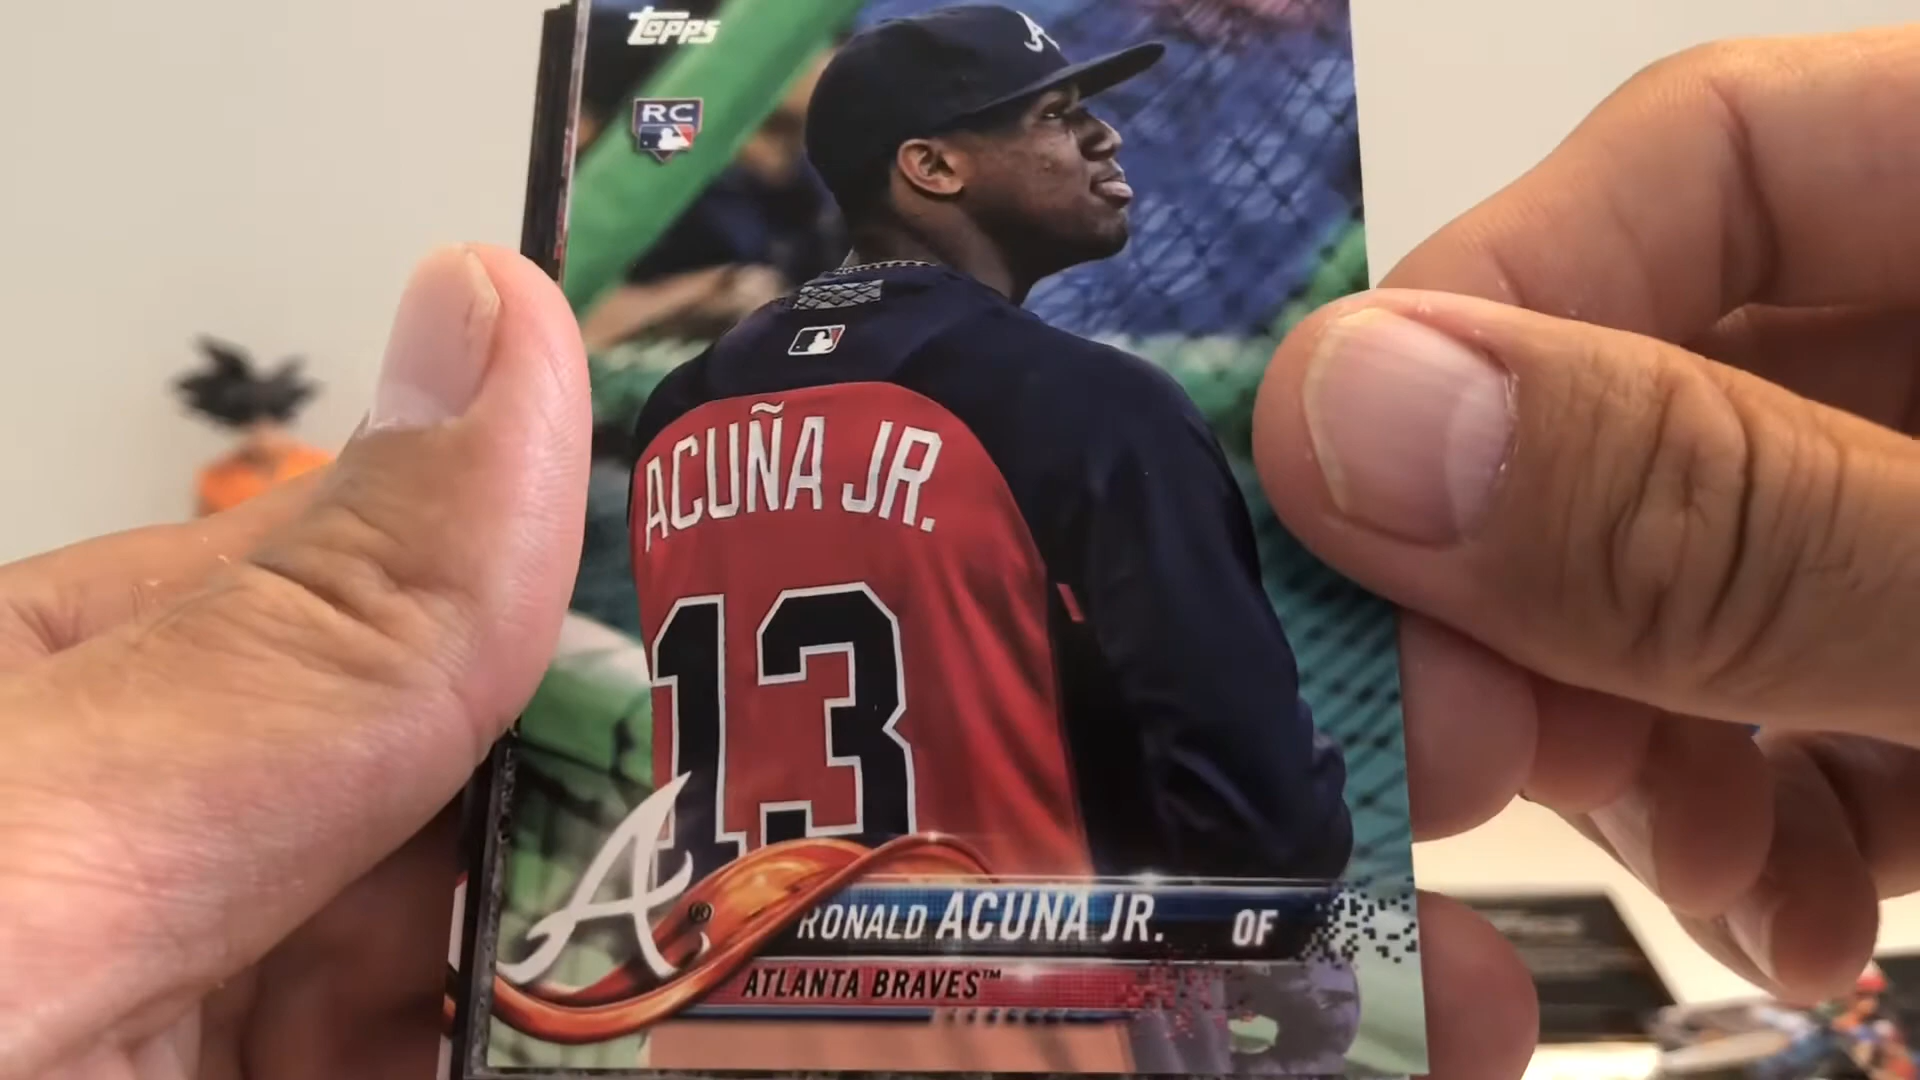 Topps
RC
A
ACUÑA JR.
13
A ®
RONALD ACUNA JR. OF
ATLANTA BRAVES™